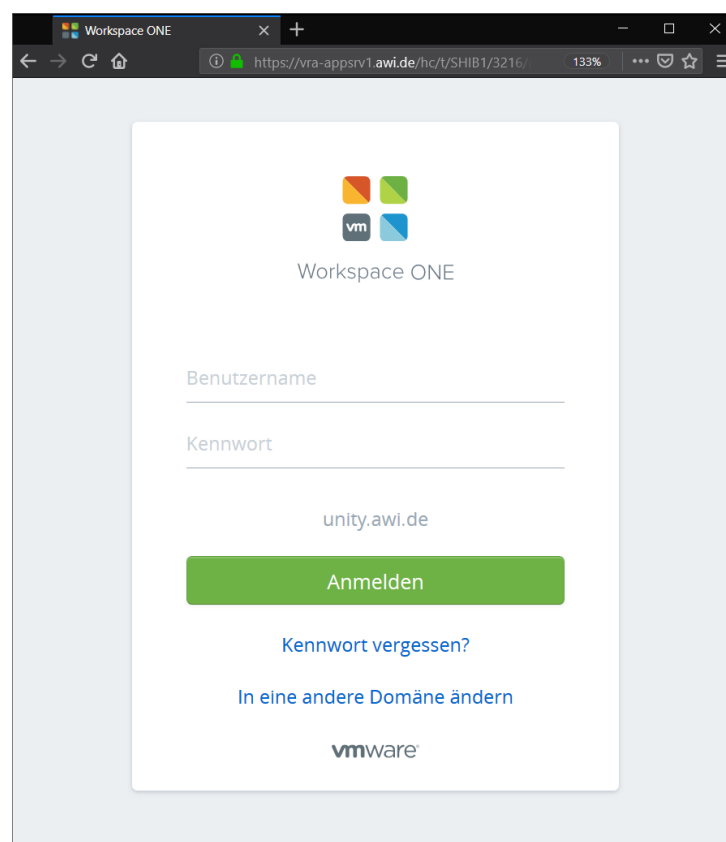 Workspace ONE
https://vra-appsrv1.awi.de/hc/t/SHIB1/3216/
133%
vm
Workspace ONE
Benutzername
Kennwort
unity.awi.de
Anmelden
Kennwort vergessen?
In eine andere Domäne ändern
vmware